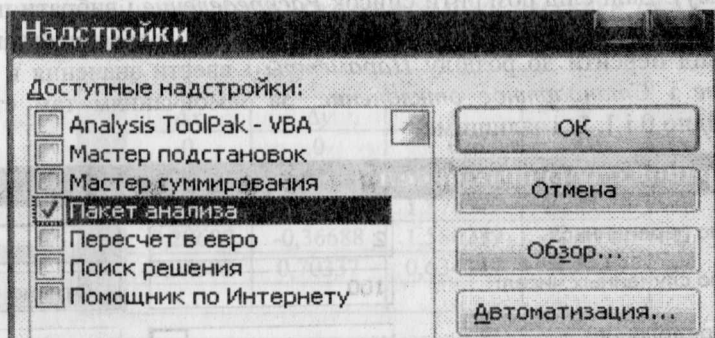 Надстройки
Доступные надстройки:
Analysis ToolPak - VBA
Мастер подстановок
Мастер суммирования
Пакет анализа
Пересчет в евро
Поиск решения
Помощник по Интернету
ОК
Отмена
Обзор...
Автоматизация...